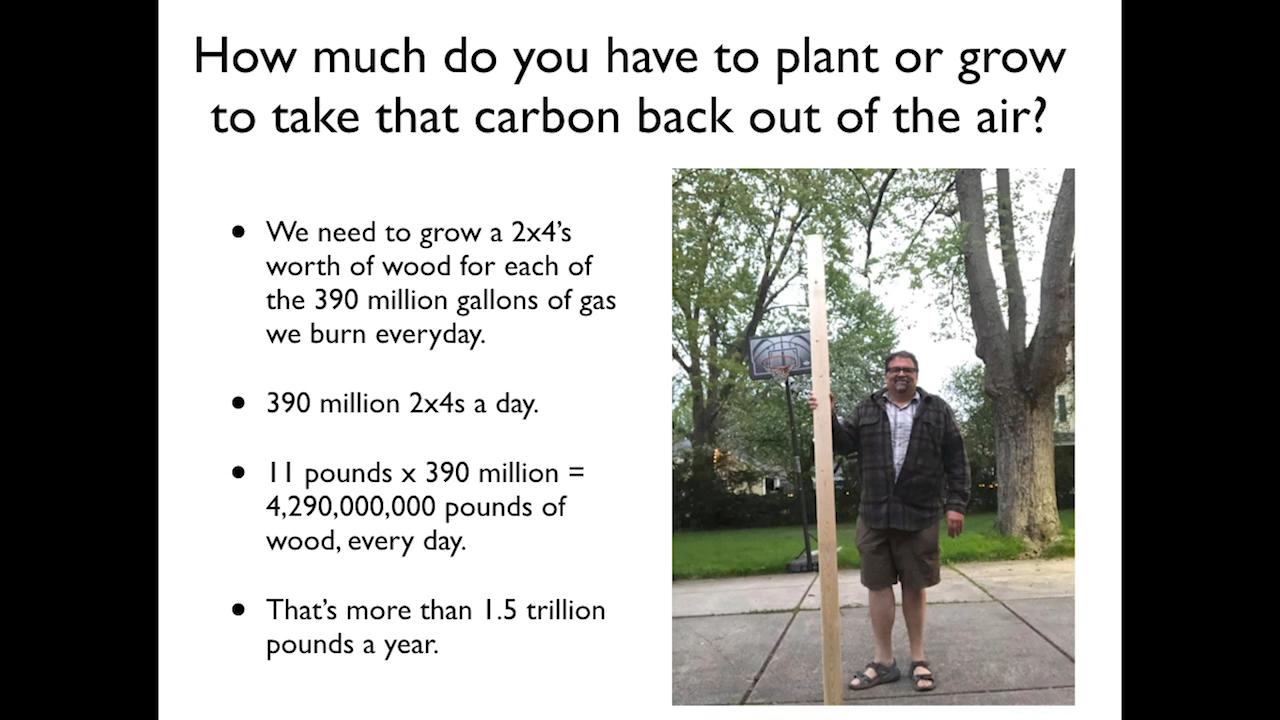 How much do you have to plant or grow
to take that carbon back out of the air?
• We need to grow a 2x4's
worth of wood for each of
the 390 million gallons of gas
we burn everyday.
• 390 million 2x4s a day.
• 11 pounds x 390 million =
4,290,000,000 pounds of
wood, every day.
• That's more than 1.5 trillion
pounds a year.